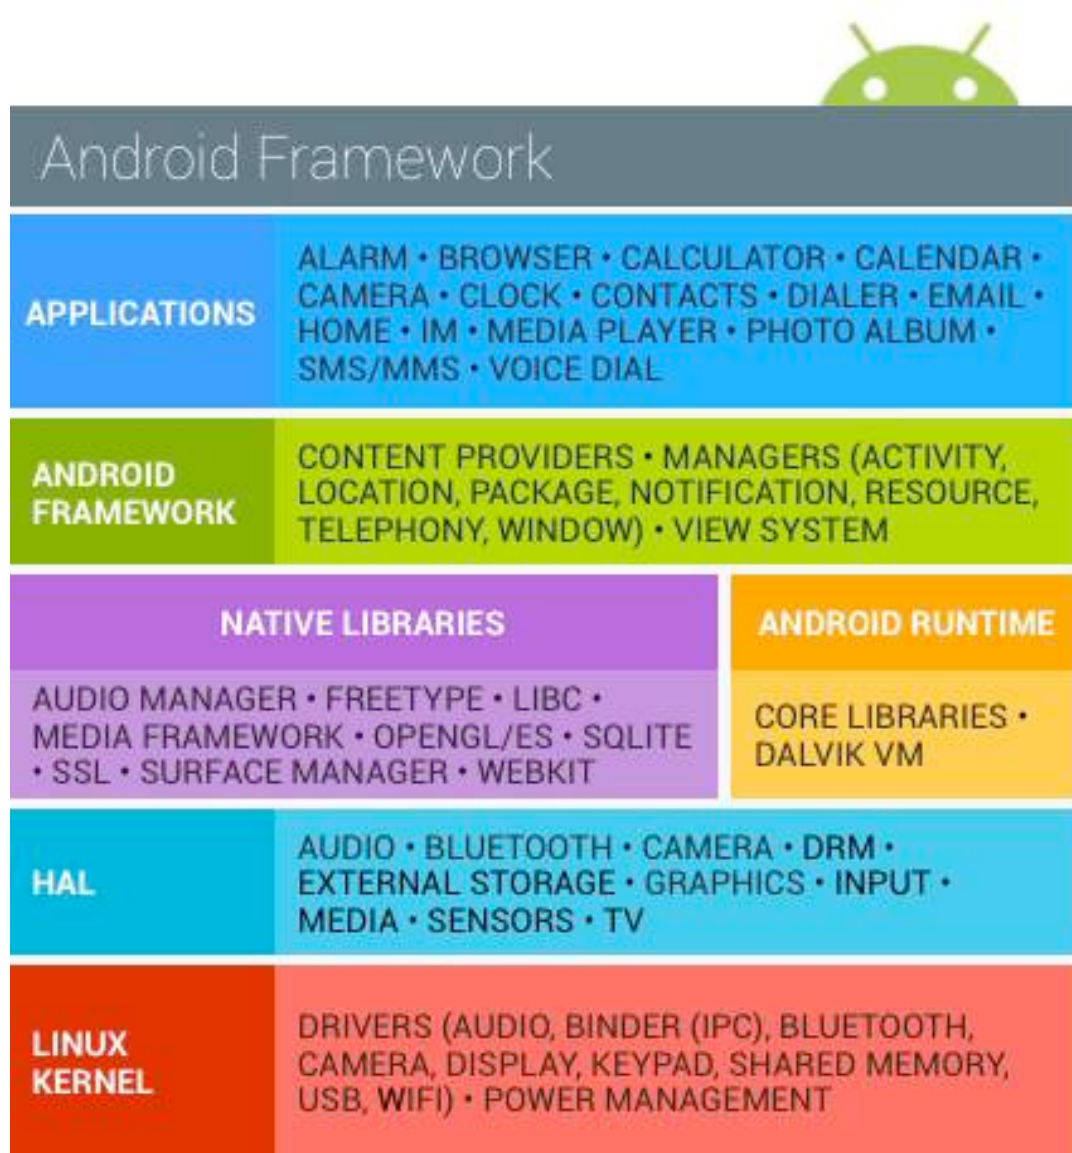 Android Framework
APPLICATIONS
ALARM • BROWSER • CALCULATOR • CALENDAR •
CAMERA • CLOCK • CONTACTS • DIALER • EMAIL •
HOME • IM • MEDIA PLAYER • PHOTO ALBUM •
SMS/MMS • VOICE DIAL
ANDROID
FRAMEWORK
CONTENT PROVIDERS • MANAGERS (ACTIVITY,
LOCATION, PACKAGE, NOTIFICATION, RESOURCE,
TELEPHONY, WINDOW) • VIEW SYSTEM
NATIVE LIBRARIES
AUDIO MANAGER • FREETYPE • LIBC •
MEDIA FRAMEWORK • OPENGL/ES • SQLITE
• SSL • SURFACE MANAGER • WEBKIT
ANDROID RUNTIME
CORE LIBRARIES •
DALVIK VM
HAL
AUDIO • BLUETOOTH • CAMERA • DRM •
EXTERNAL STORAGE • GRAPHICS • INPUT •
MEDIA • SENSORS • TV
LINUX
KERNEL
DRIVERS (AUDIO, BINDER (IPC), BLUETOOTH,
CAMERA, DISPLAY, KEYPAD, SHARED MEMORY,
USB, WIFI) • POWER MANAGEMENT